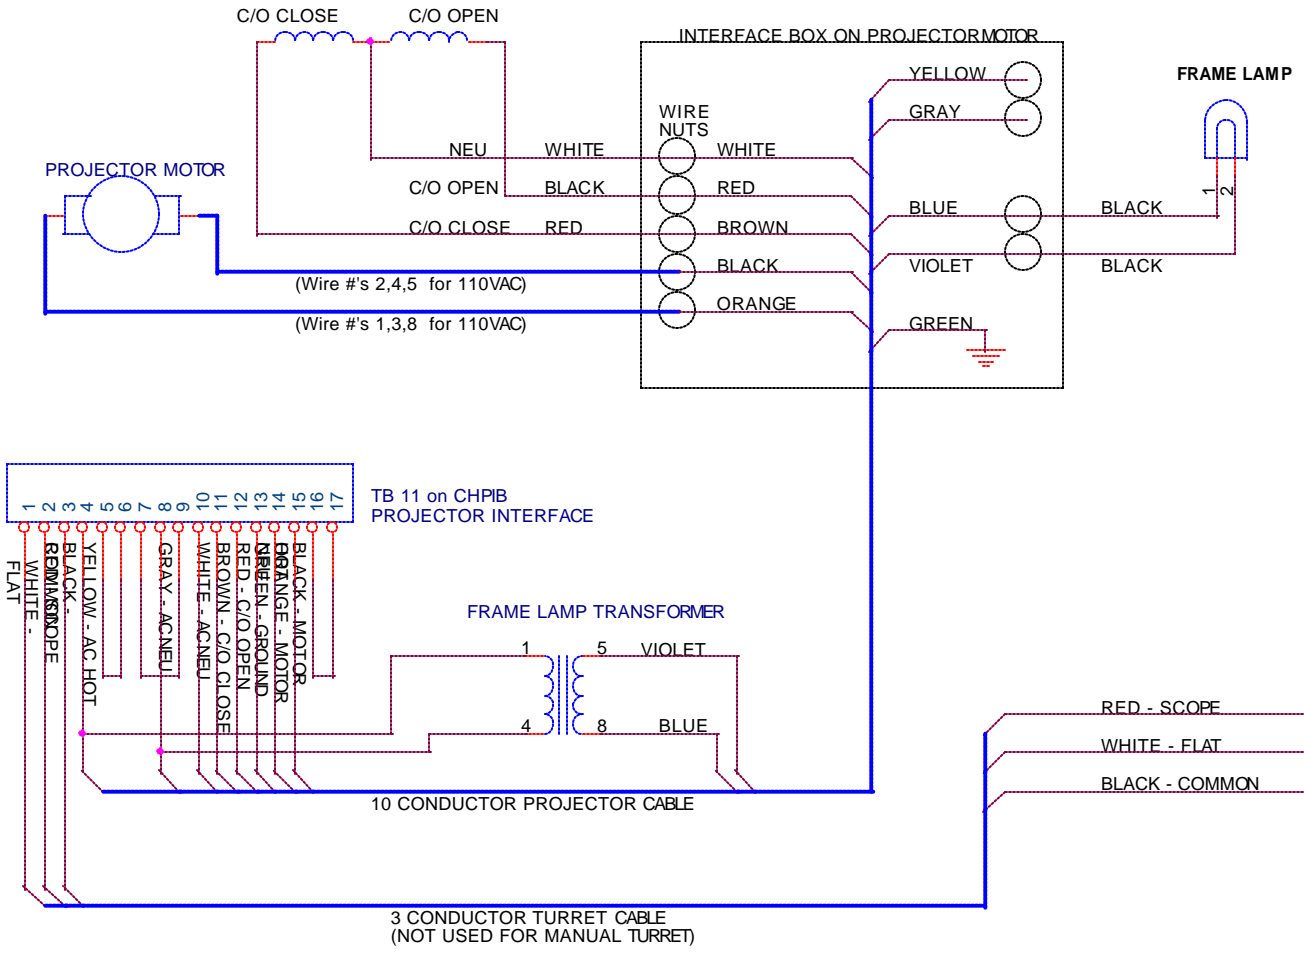 C/O CLOSE
C/O OPEN
INTERFACE BOX ON PROJECTOR MOTOR
YELLOW
FRAME LAMP
WIRE
NUTS
GRAY
NEU
WHITE
WHITE
PROJECTOR MOTOR
C/O OPEN
BLACK
RED
1
2
BLUE
BLACK
C/O CLOSE
RED
BROWN
BLACK
VIOLET
BLACK
(Wire #'s 2,4,5 for 110VAC)
ORANGE
(Wire #'s 1,3,8 for 110VAC)
GREEN
1
2
3
4
5
6
7
8
9
10
11
12
13
14
15
16
17
TB 11 on CHPIB
PROJECTOR INTERFACE
WHITE -
FLAT
BLACK -
YELLOW - AC HOT
GRAY - ACNEU
WHITE - ACNEU
BROWN - C/O CLOSE
RED - C/O OPEN
GREEN - GROUND
ORANGE - MOTOR
BLACK - MOTOR
FRAME LAMP TRANSFORMER
1
5
VIOLET
4
8
BLUE
RED - SCOPE
WHITE - FLAT
BLACK - COMMON
10 CONDUCTOR PROJECTOR CABLE
3 CONDUCTOR TURRET CABLE
(NOT USED FOR MANUAL TURRET)